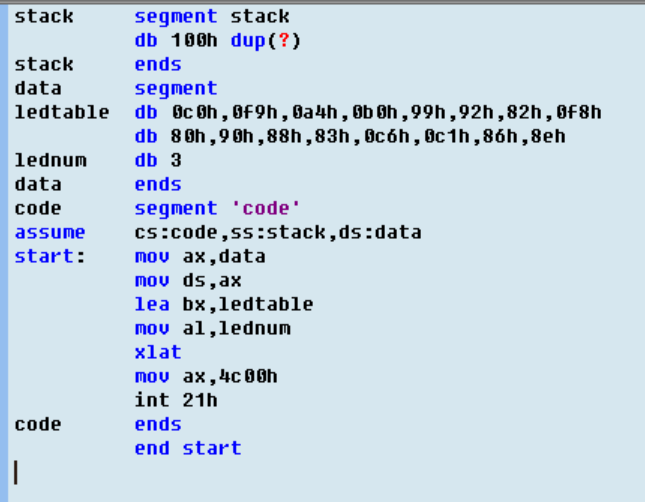 stack segment stack
db 100h dup(?)
stack ends
data segment
ledtable db 0c0h,0f9h,0a4h,0b0h,99h,92h,82h,0f8h
db 80h,90h,88h,83h,0c6h,0c1h,86h,8eh
lednum db 3
data ends
code segment 'code'
assume cs:code,ss:stack,ds:data
start: mov ax,data
mov ds,ax
lea bx,ledtable
mov al,lednum
xlat
mov ax,4c00h
int 21h
code ends
end start